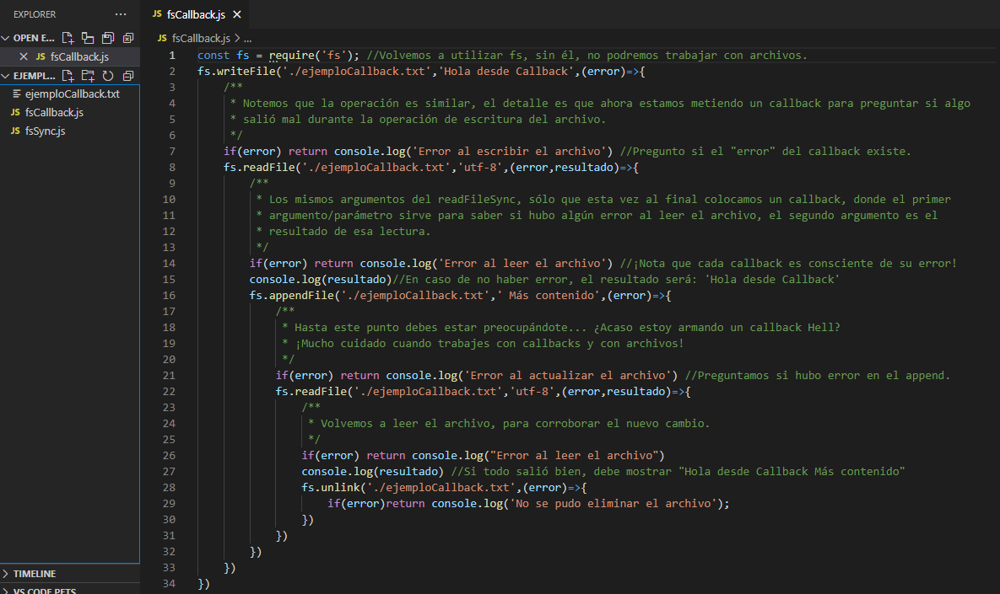 EXPLORER ...
OPEN E...
JS fsCallback.js
EJEMPL...
ejemploCallback.txt
JS fsCallback.js
JS fsSync.js
TIMELINE
VS CODE PETS
JS fsCallback.js
JS fsCallback.js > ...
1 const fs = require('fs'); //Volvemos a utilizar fs, sin él, no podremos trabajar con archivos.
2 fs.writeFile('./ejemploCallback.txt','Hola desde Callback',(error)=>{
3 /**
4 * Notemos que la operación es similar, el detalle es que ahora estamos metiendo un callback para preguntar si algo
5 * salió mal durante la operación de escritura del archivo.
6 */
7 if(error) return console.log('Error al escribir el archivo') //Pregunto si el "error" del callback existe.
8 fs.readFile('./ejemploCallback.txt','utf-8',(error,resultado)=>{
9 /**
10 * Los mismos argumentos del readFileSync, sólo que esta vez al final colocamos un callback, donde el primer
11 * argumento/parámetro sirve para saber si hubo algún error al leer el archivo, el segundo argumento es el
12 * resultado de esa lectura.
13 */
14 if(error) return console.log('Error al leer el archivo') //¡Nota que cada callback es consciente de su error!
15 console.log(resultado)//En caso de no haber error, el resultado será: 'Hola desde Callback'
16 fs.appendFile('./ejemploCallback.txt',' Más contenido',(error)=>{
17 /**
18 * Hasta este punto debes estar preocupándote... ¿Acaso estoy armando un callback Hell?
19 * ¡Mucho cuidado cuando trabajes con callbacks y con archivos!
20 */
21 if(error) return console.log('Error al actualizar el archivo') //Preguntamos si hubo error en el append.
22 fs.readFile('./ejemploCallback.txt','utf-8',(error,resultado)=>{
23 /**
24 * Volvemos a leer el archivo, para corroborar el nuevo cambio.
25 */
26 if(error) return console.log("Error al leer el archivo")
27 console.log(resultado) //Si todo salió bien, debe mostrar "Hola desde Callback Más contenido"
28 fs.unlink('./ejemploCallback.txt',(error)=>{
29 if(error)return console.log('No se pudo eliminar el archivo');
30 })
31 })
32 })
33 })
34 })